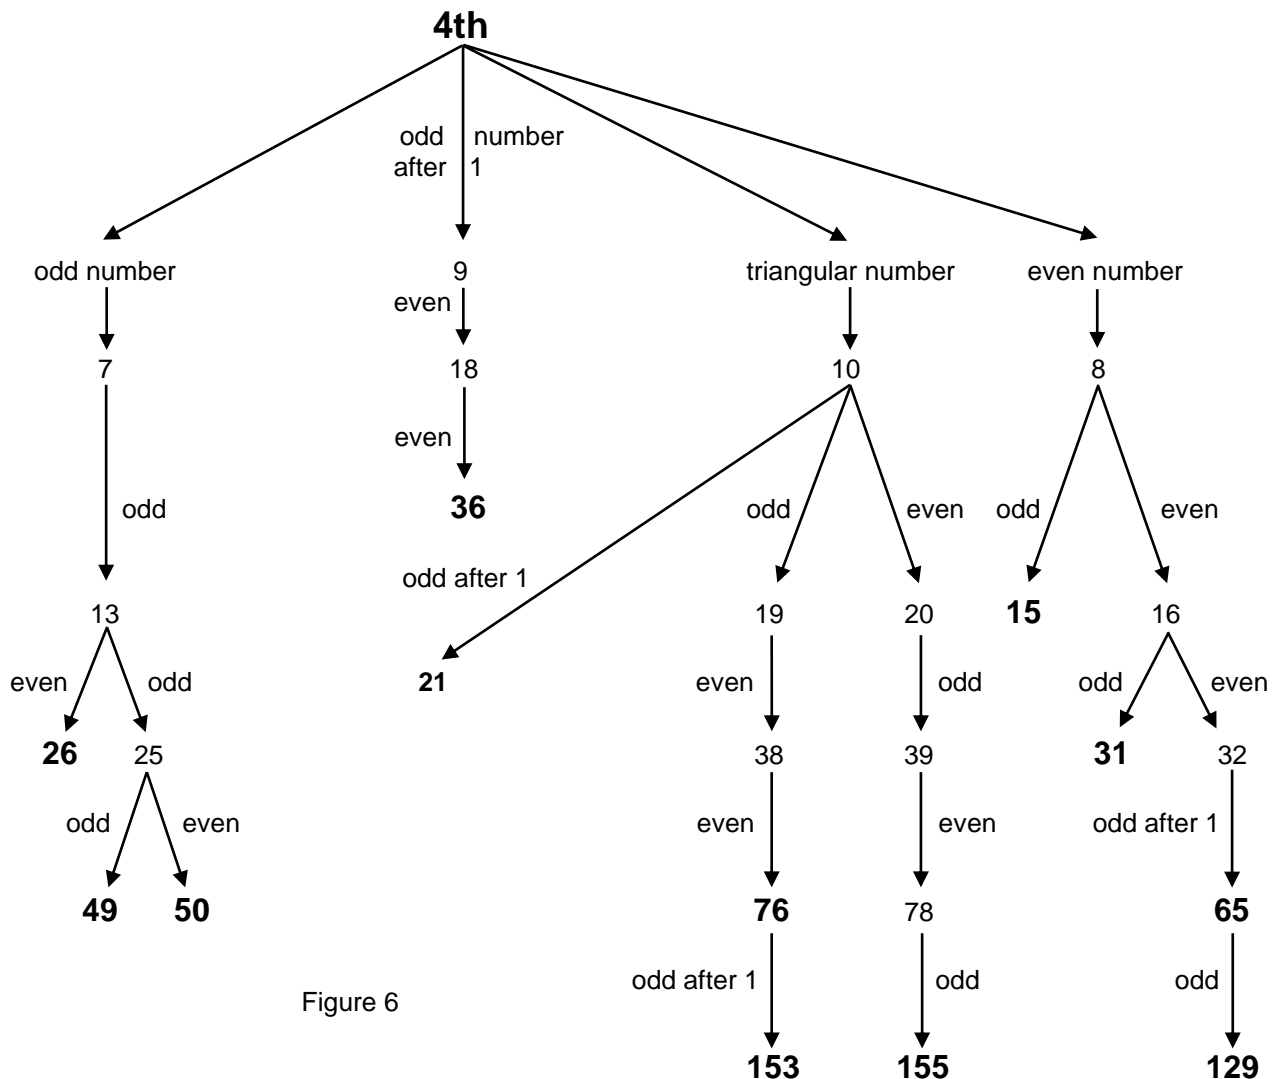 4th
odd number
after 1
odd number
9
triangular number
even number
even
7
18
10
8
even
odd
36
odd
even
odd
even
odd after 1
13
19
20
15
16
21
even
odd
even
odd
odd
even
26
25
38
39
31
32
odd
even
even
even
odd after 1
49
50
76
78
65
odd after 1
odd
odd
Figure 6
153
155
129